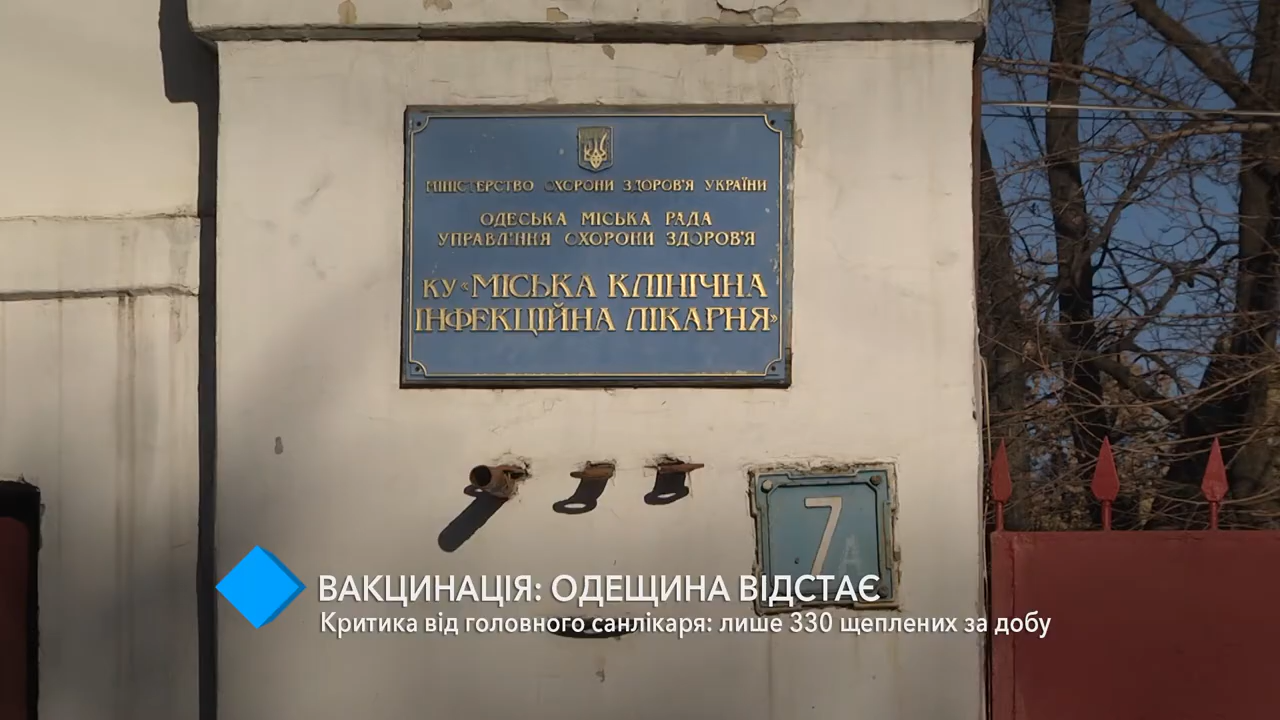 МІНІСТЕРСТВО ОХОРОНИ ЗДОРОВ'Я УКРАЇНИ
ОДЕСЬКА МІСЬКА РАДА
УПРАВЛІННЯ ОХОРОНИ ЗДОРОВ'Я
КУ «МІСЬКА КЛІНІЧНА
ІНФЕКЦІЙНА ЛІКАРНЯ»
7
А
ВАКЦИНАЦІЯ: ОДЕЩИНА ВІДСТАЄ
Критика від головного санлікаря: лише 330 щеплених за добу